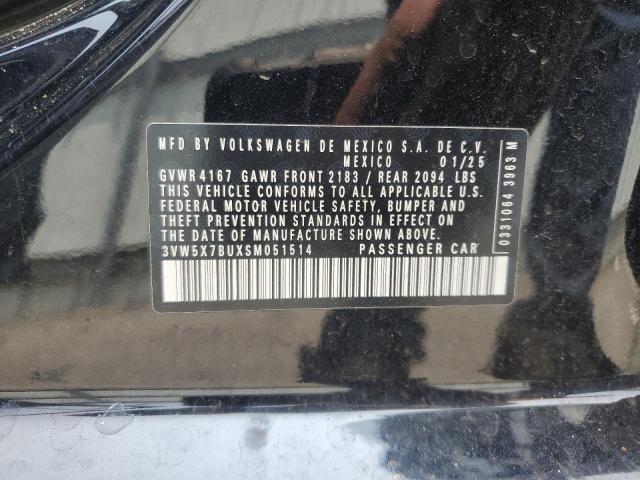 MFD BY VOLKSWAGEN DE MEXICO S.A. DE C.V.
MEXICO 01/25
GVWR 4167 GAWR FRONT 2183 / REAR 2094 LBS
THIS VEHICLE CONFORMS TO ALL APPLICABLE U.S.
FEDERAL MOTOR VEHICLE SAFETY, BUMPER AND
THEFT PREVENTION STANDARDS IN EFFECT ON
THE DATE OF MANUFACTURE SHOWN ABOVE.
3VW5X7BUXSM051514 PASSENGER CAR
0331064 3963 M